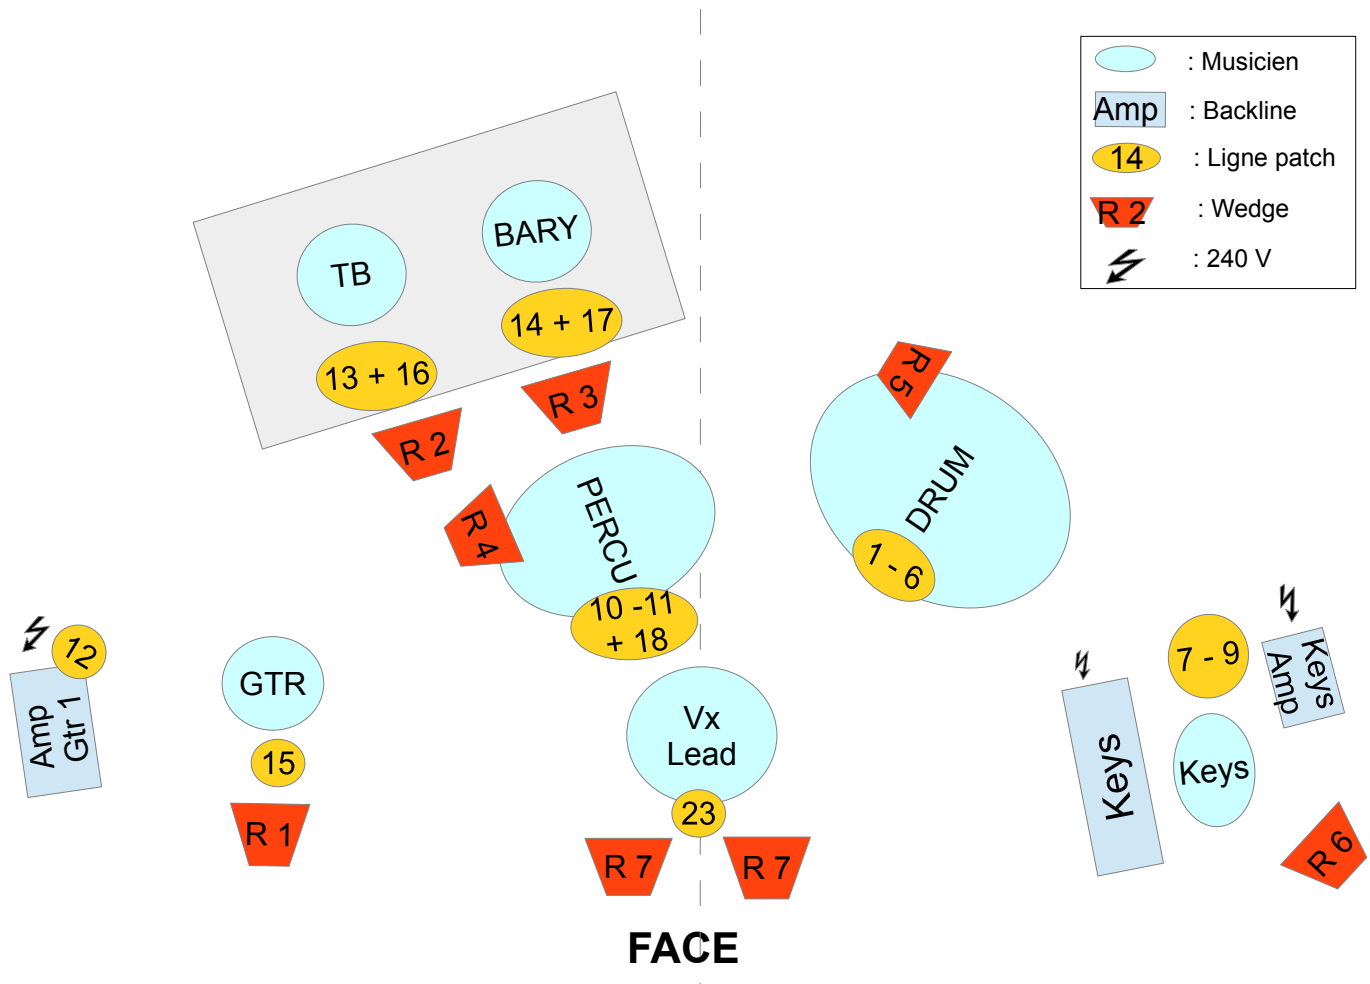 : Musicien
Amp : Backline
14 : Ligne patch
R 2 : Wedge
: 240 V
BARY
TB
14 + 17
13 + 16
R 3
R 2
R 5
R 4
PERCU
DRUM
1 - 6
10 -11
+ 18
12
Amp
Gtr 1
GTR
15
R 1
Vx
Lead
23
R 7
R 7
7 - 9
Keys
Amp
Keys
Keys
R 6
FACE